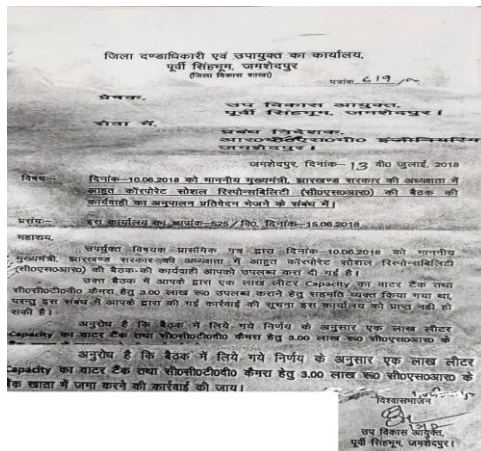 जिला दण्डाधिकारी एवं उपायुक्त का कार्यालय,
पूर्वी सिंहभूम, जमशेदपुर
(जिला विकास शाखा)
पत्रांक 619
प्रेषक,
उप विकास आयुक्त,
पूर्वी सिंहभूम, जमशेदपुर।
सेवा में,
प्रबंध निदेशक,
इंजीनियरिंग
जमशेदपुर।
जमशेदपुर, दिनांक- 13 वी० जुलाई, 2018
विषय- दिनांक-10.06.2018 को माननीय मुख्यमंत्री, झारखण्ड सरकार की अध्यक्षता में
आहूत कॉरपोरेट सोशल रिस्पोन्सबिलिटी (सी०एस०आर०) की बैठक की
कार्यवाही का अनुपालन प्रतिवेदन भेजने के संबंध में।
प्रसंग- इस कार्यालय का ज्ञापांक-525/वि०, दिनांक-15.06.2018
महाशय,
उपर्युक्त विषयक प्रासंगिक पत्र द्वारा दिनांक 10.06.2018 को माननीय
मुख्यमंत्री, झारखण्ड सरकार की अध्यक्षता में आहूत कॉरपोरेट सोशल रिस्पोन्सबिलिटी
(सी०एस०आर०) की बैठक की कार्यवाही आपको उपलब्ध करा दी गई है।
उक्त बैठक में आपके द्वारा एक लाख लीटर Capacity का वाटर टैंक तथा
सी०सी०टी०वी० कैमरा हेतु 3.00 लाख रू० उपलब्ध कराने हेतु सहमति व्यक्त किया गया था,
परन्तु इस संबंध में आपके द्वारा की गई कार्रवाई की सूचना इस कार्यालय को प्राप्त नही हो
सकी है।
अनुरोध है कि बैठक में लिये गये निर्णय के अनुसार एक लाख लीटर
Capacity का वाटर टैंक तथा सी०सी०टी०वी० कैमरा हेतु 3.00 लाख रू० सी०एस०आर० के
अनुरोध है कि बैठक में लिये गये निर्णय के अनुसार एक लाख लीटर
Capacity का वाटर टैंक तथा सी०सी०टी०वी० कैमरा हेतु 3.00 लाख रू० सी०एस०आर० के
खाता में जमा करने की कार्रवाई की जाय।
विश्वासभाजन
उप विकास आयुक्त,
पूर्वी सिंहभूम, जमशेदपुर।